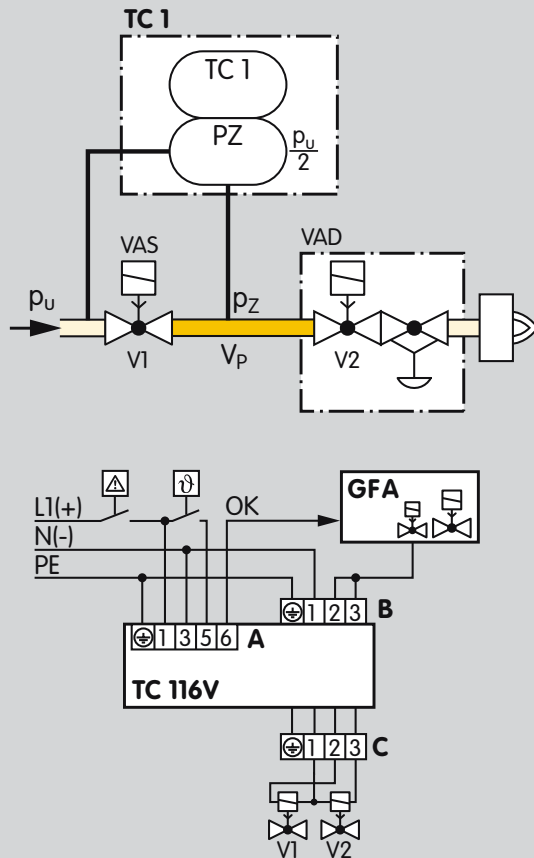 TC 1
TC 1
PZ
pu/2
VAS
VAD
pu
pZ
V1
VP
V2
⚠ ϑ
L1(+)
OK
GFA
N(-)
PE
1 2 3 B
1 3 5 6 A
TC 116V
1 2 3 C
V1 V2